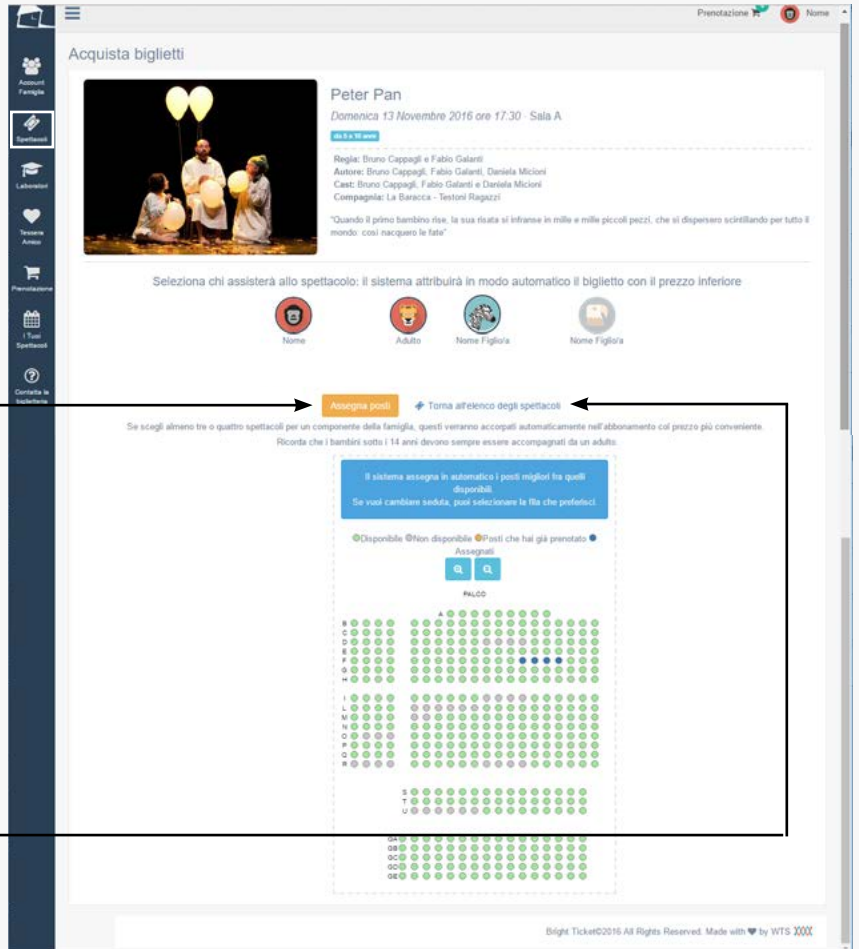 Prenotazione
Nome
Account
Famiglia
Spettacoli
Laboratori
Tessera
Amico
Prenotazione
I Tuoi
Spettacoli
Contatta la
biglietteria
Acquista biglietti
Peter Pan
Domenica 13 Novembre 2016 ore 17.30 · Sala A
da 5 a 10 anni
Regia: Bruno Cappagli e Fabio Galanti
Autore: Bruno Cappagli, Fabio Galanti, Daniela Micioni
Cast: Bruno Cappagli, Fabio Galanti e Daniela Micioni
Compagnia: La Baracca - Testoni Ragazzi
"Quando il primo bambino rise, la sua risata si infranse in mille e mille piccoli pezzi, che si dispersero scintillando per tutto il
mondo: così nacquero le fate"
Seleziona chi assisterà allo spettacolo: il sistema attribuirà in modo automatico il biglietto con il prezzo inferiore
Nome Adulto Nome Figlio/a Nome Figlio/a
Assegna posti Torna all'elenco degli spettacoli
Se scegli almeno tre o quattro spettacoli per un componente della famiglia, questi verranno accorpati automaticamente nell'abbonamento col prezzo più conveniente.
Ricorda che i bambini sotto i 14 anni devono sempre essere accompagnati da un adulto.
Il sistema assegna in automatico i posti migliori fra quelli
disponibili.
Se vuoi cambiare seduta, puoi selezionare la fila che preferisci.
Disponibile Non disponibile Posti che hai già prenotato
Assegnati
PALCO
A
B
C
D
E
F
G
H
I
L
M
N
O
P
Q
R
S
T
U
GA
GB
GC
GD
GE
Bright Ticket©2016 All Rights Reserved. Made with ♥ by WTS